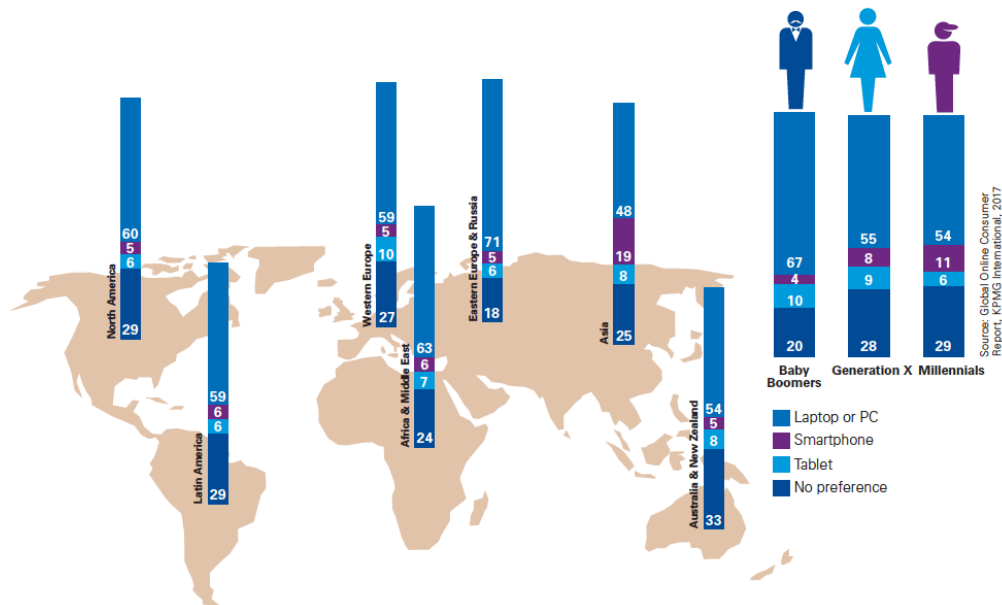 North America
60
5
6
29
Latin America
59
6
6
29
Western Europe
59
5
10
27
Africa & Middle East
63
6
7
24
Eastern Europe & Russia
71
5
6
18
Asia
48
19
8
25
Australia & New Zealand
54
5
8
33
67
4
10
20
Baby
Boomers
55
8
9
28
Generation X
54
11
6
29
Millennials
Source: Global Online Consumer
Report, KPMG International, 2017
Laptop or PC
Smartphone
Tablet
No preference